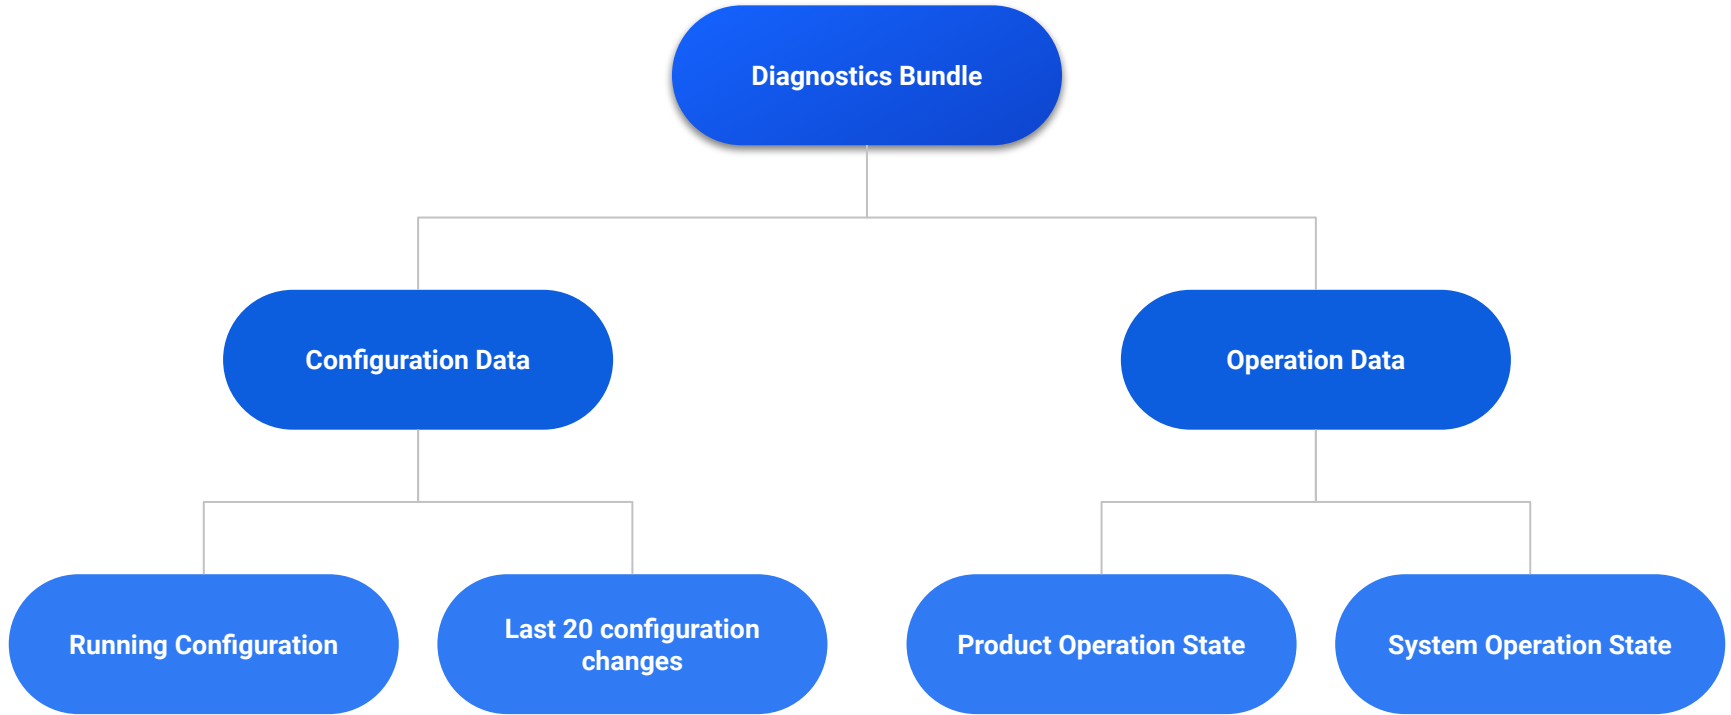 Diagnostics Bundle
Configuration Data
Operation Data
Running Configuration
Last 20 configuration
changes
Product Operation State
System Operation State